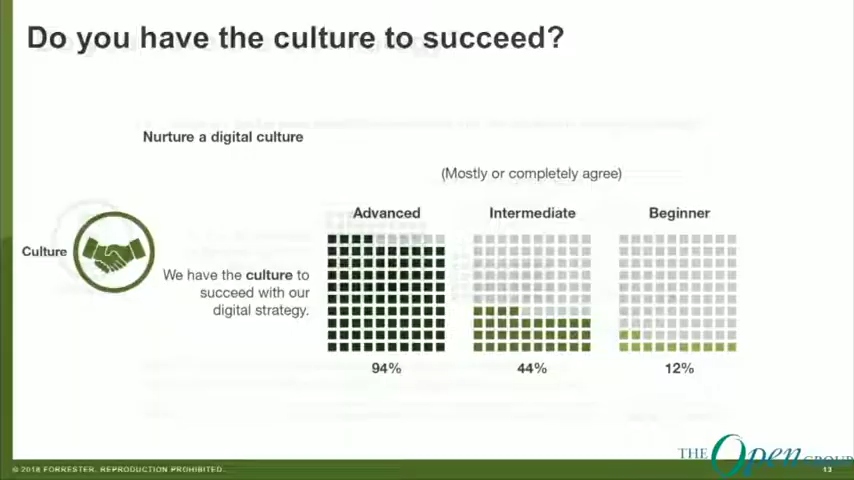 Do you have the culture to succeed?
Nurture a digital culture
(Mostly or completely agree)
Advanced Intermediate Beginner
Culture
We have the culture to
succeed with our
digital strategy.
94% 44% 12%
© 2018 FORRESTER. REPRODUCTION PROHIBITED.
THE Open GROUP
13